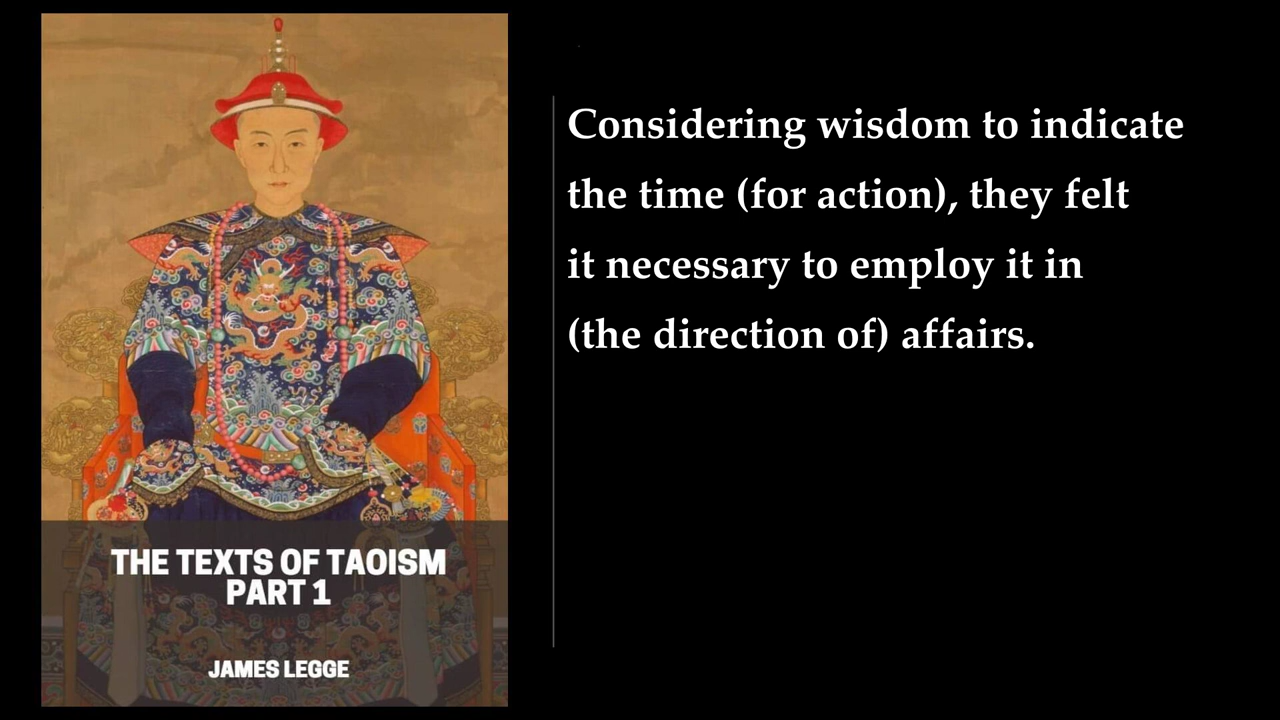 THE TEXTS OF TAOISM
PART 1
JAMES LEGGE
Considering wisdom to indicate
the time (for action), they felt
it necessary to employ it in
(the direction of) affairs.